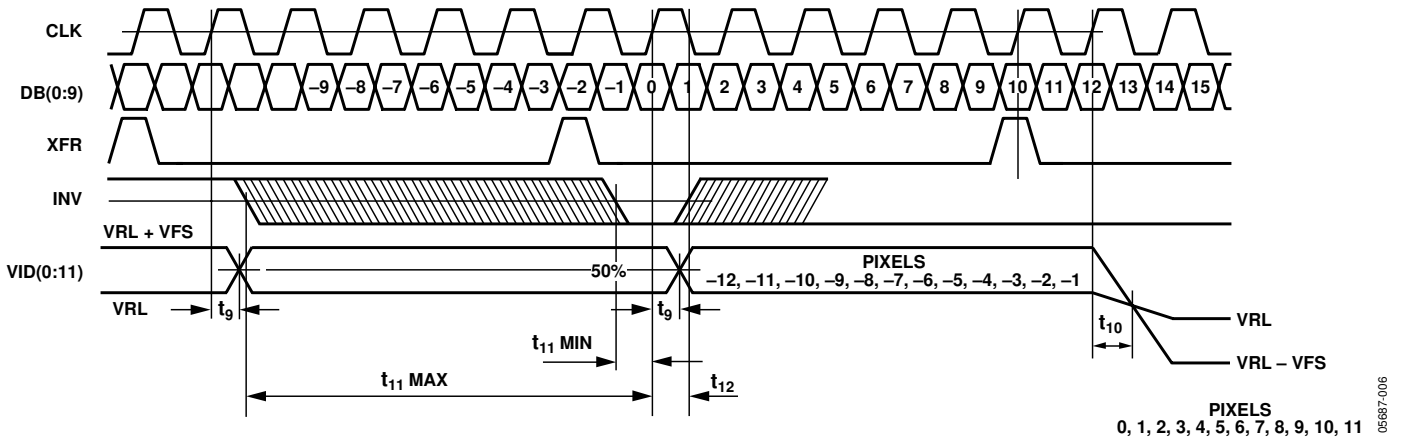 CLK
DB(0:9)
–9 –8 –7 –6 –5 –4 –3 –2 –1 0 1 2 3 4 5 6 7 8 9 10 11 12 13 14 15
XFR
INV
VRL + VFS
VID(0:11)
50%
PIXELS
–12, –11, –10, –9, –8, –7, –6, –5, –4, –3, –2, –1
VRL
t9
t9
t10
VRL
t11 MIN
VRL – VFS
t11 MAX
t12
PIXELS
0, 1, 2, 3, 4, 5, 6, 7, 8, 9, 10, 11
05687-006